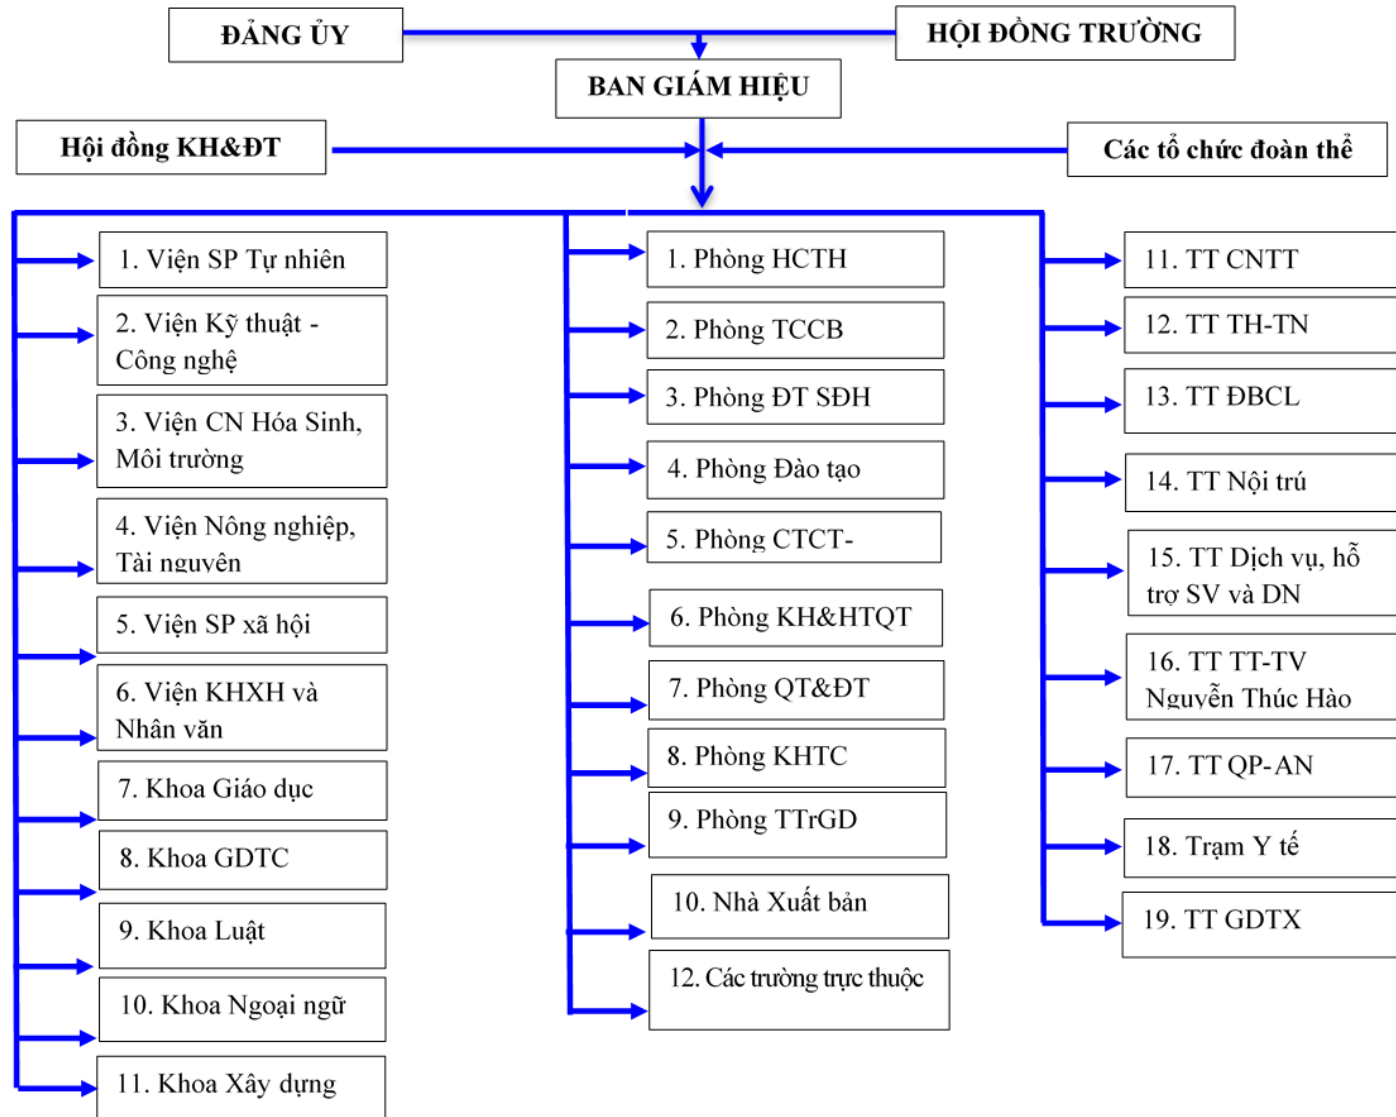 ĐẢNG ỦY
HỘI ĐỒNG TRƯỜNG
BAN GIÁM HIỆU
Hội đồng KH&ĐT
Các tổ chức đoàn thể
1. Viện SP Tự nhiên
2. Viện Kỹ thuật -
Công nghệ
3. Viện CN Hóa Sinh,
Môi trường
4. Viện Nông nghiệp,
Tài nguyên
5. Viện SP xã hội
6. Viện KHXH và
Nhân văn
7. Khoa Giáo dục
8. Khoa GDTC
9. Khoa Luật
10. Khoa Ngoại ngữ
11. Khoa Xây dựng
1. Phòng HCTH
2. Phòng TCCB
3. Phòng ĐT SĐH
4. Phòng Đào tạo
5. Phòng CTCT-
6. Phòng KH&HTQT
7. Phòng QT&ĐT
8. Phòng KHTC
9. Phòng TTrGD
10. Nhà Xuất bản
12. Các trường trực thuộc
11. TT CNTT
12. TT TH-TN
13. TT ĐBCL
14. TT Nội trú
15. TT Dịch vụ, hỗ
trợ SV và DN
16. TT TT-TV
Nguyễn Thúc Hào
17. TT QP-AN
18. Trạm Y tế
19. TT GDTX